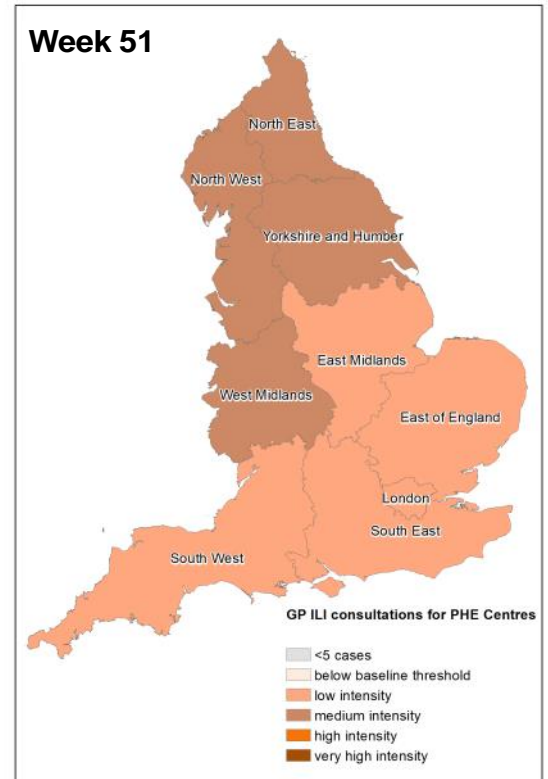 Week 51
North East
North West
Yorkshire and Humber
East Midlands
West Midlands
East of England
London
South East
South West
GP ILI consultations for PHE Centres
<5 cases
below baseline threshold
low intensity
medium intensity
high intensity
very high intensity